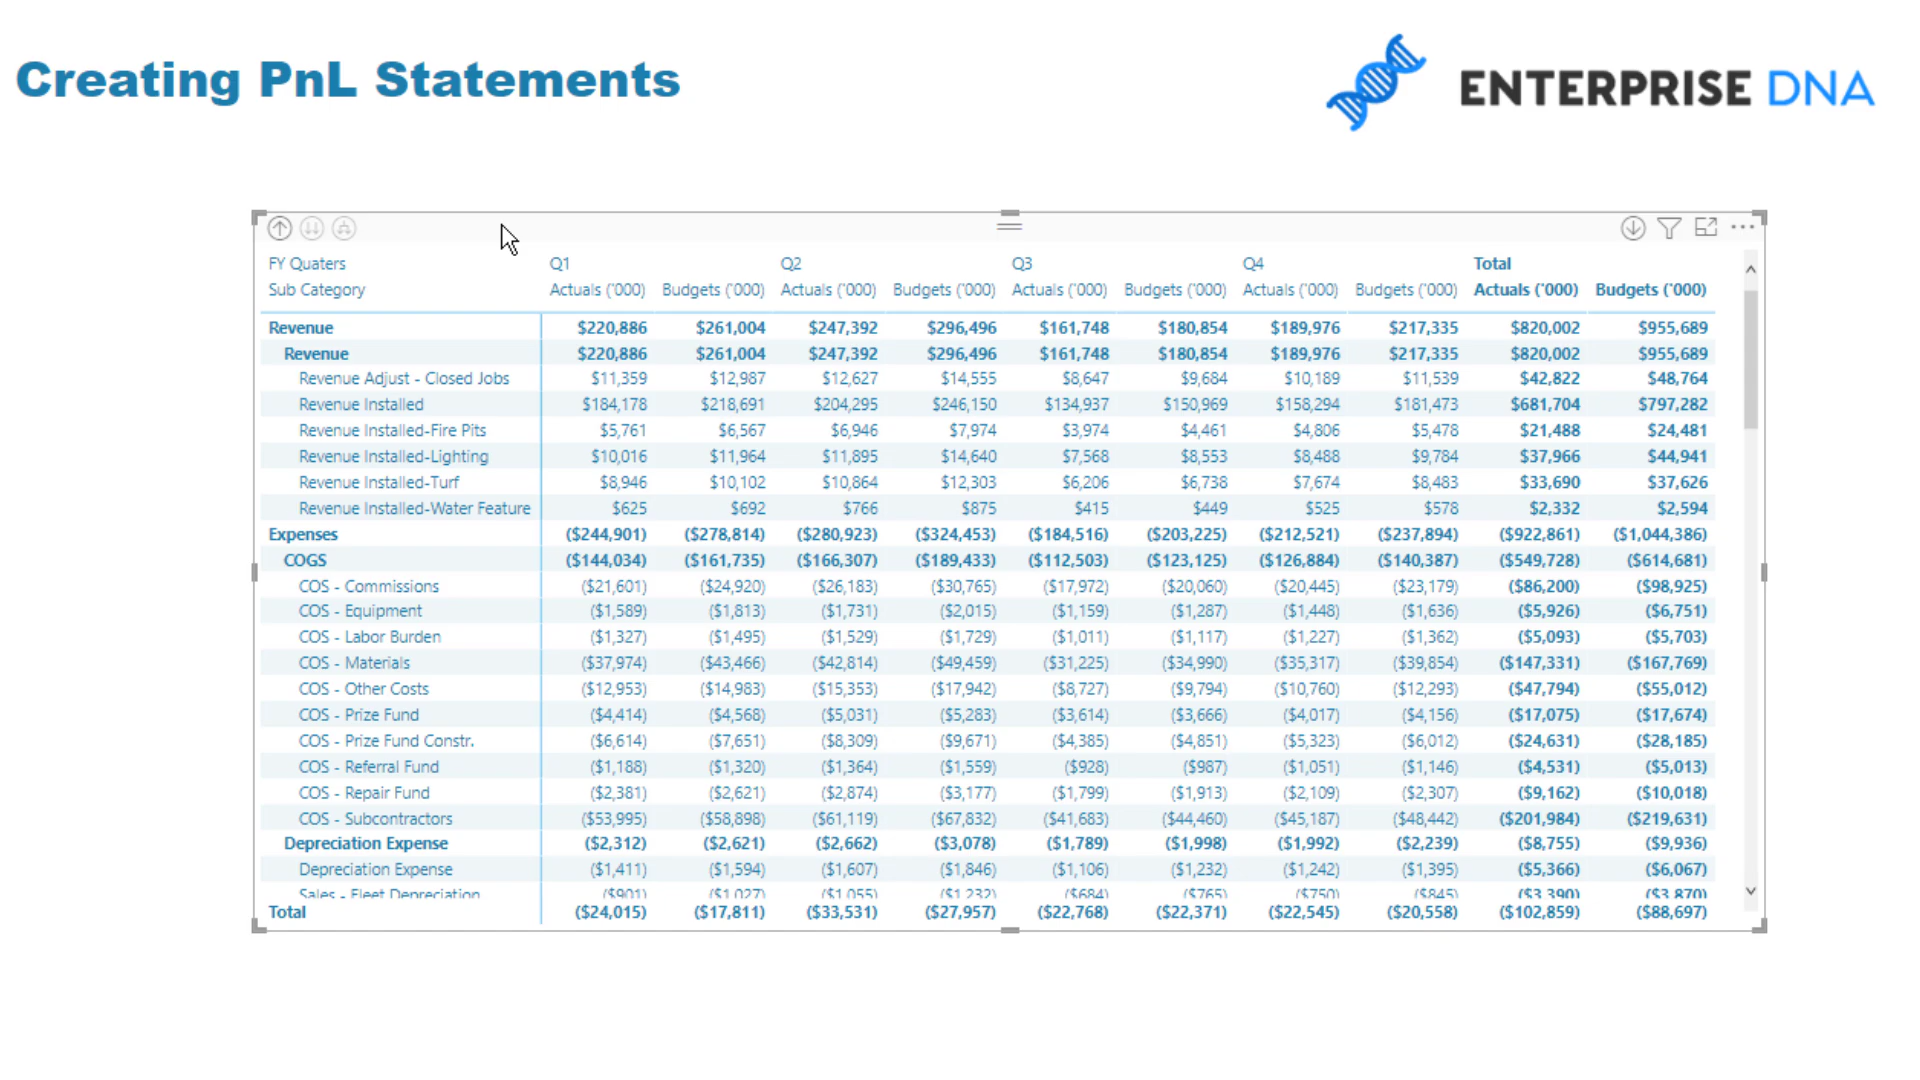 Creating PnL Statements
ENTERPRISE DNA
FY Quaters Q1 Q2 Q3 Q4 Total
Sub Category Actuals ('000) Budgets ('000) Actuals ('000) Budgets ('000) Actuals ('000) Budgets ('000) Actuals ('000) Budgets ('000) Actuals ('000) Budgets ('000)
Revenue $220,886 $261,004 $247,392 $296,496 $161,748 $180,854 $189,976 $217,335 $820,002 $955,689
Revenue $220,886 $261,004 $247,392 $296,496 $161,748 $180,854 $189,976 $217,335 $820,002 $955,689
Revenue Adjust - Closed Jobs $11,359 $12,987 $12,627 $14,555 $8,647 $9,684 $10,189 $11,539 $42,822 $48,764
Revenue Installed $184,178 $218,691 $204,295 $246,150 $134,937 $150,969 $158,294 $181,473 $681,704 $797,282
Revenue Installed-Fire Pits $5,761 $6,567 $6,946 $7,974 $3,974 $4,461 $4,806 $5,478 $21,488 $24,481
Revenue Installed-Lighting $10,016 $11,964 $11,895 $14,640 $7,568 $8,553 $8,488 $9,784 $37,966 $44,941
Revenue Installed-Turf $8,946 $10,102 $10,864 $12,303 $6,206 $6,738 $7,674 $8,483 $33,690 $37,626
Revenue Installed-Water Feature $625 $692 $766 $875 $415 $449 $525 $578 $2,332 $2,594
Expenses ($244,901) ($278,814) ($280,923) ($324,453) ($184,516) ($203,225) ($212,521) ($237,894) ($922,861) ($1,044,386)
COGS ($144,034) ($161,735) ($166,307) ($189,433) ($112,503) ($123,125) ($126,884) ($140,387) ($549,728) ($614,681)
COS - Commissions ($21,601) ($24,920) ($26,183) ($30,765) ($17,972) ($20,060) ($20,445) ($23,179) ($86,200) ($98,925)
COS - Equipment ($1,589) ($1,813) ($1,731) ($2,015) ($1,159) ($1,287) ($1,448) ($1,636) ($5,926) ($6,751)
COS - Labor Burden ($1,327) ($1,495) ($1,529) ($1,729) ($1,011) ($1,117) ($1,227) ($1,362) ($5,093) ($5,703)
COS - Materials ($37,974) ($43,466) ($42,814) ($49,459) ($31,225) ($34,990) ($35,317) ($39,854) ($147,331) ($167,769)
COS - Other Costs ($12,953) ($14,983) ($15,353) ($17,942) ($8,727) ($9,794) ($10,760) ($12,293) ($47,794) ($55,012)
COS - Prize Fund ($4,414) ($4,568) ($5,031) ($5,283) ($3,614) ($3,666) ($4,017) ($4,156) ($17,075) ($17,674)
COS - Prize Fund Constr. ($6,614) ($7,651) ($8,309) ($9,671) ($4,385) ($4,851) ($5,323) ($6,012) ($24,631) ($28,185)
COS - Referral Fund ($1,188) ($1,320) ($1,364) ($1,559) ($928) ($987) ($1,051) ($1,146) ($4,531) ($5,013)
COS - Repair Fund ($2,381) ($2,621) ($2,874) ($3,177) ($1,799) ($1,913) ($2,109) ($2,307) ($9,162) ($10,018)
COS - Subcontractors ($53,995) ($58,898) ($61,119) ($67,832) ($41,683) ($44,460) ($45,187) ($48,442) ($201,984) ($219,631)
Depreciation Expense ($2,312) ($2,621) ($2,662) ($3,078) ($1,789) ($1,998) ($1,992) ($2,239) ($8,755) ($9,936)
Depreciation Expense ($1,411) ($1,594) ($1,607) ($1,846) ($1,106) ($1,232) ($1,242) ($1,395) ($5,366) ($6,067)
Sales - Fleet Depreciation ($901) ($1,027) ($1,055) ($1,232) ($684) ($765) ($750) ($845) ($3,390) ($3,870)
Total ($24,015) ($17,811) ($33,531) ($27,957) ($22,768) ($22,371) ($22,545) ($20,558) ($102,859) ($88,697)